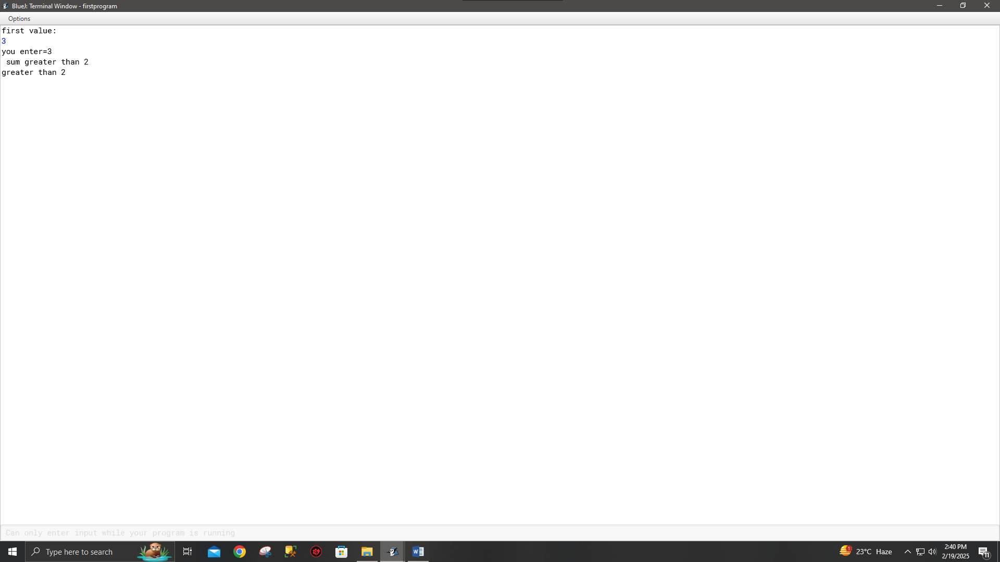 BlueJ: Terminal Window - firstprogram
Options
first value:
3
you enter=3
 sum greater than 2
greater than 2
Can only enter input while your program is running
Type here to search
1
23°C Haze
2:40 PM
2/19/2025
11